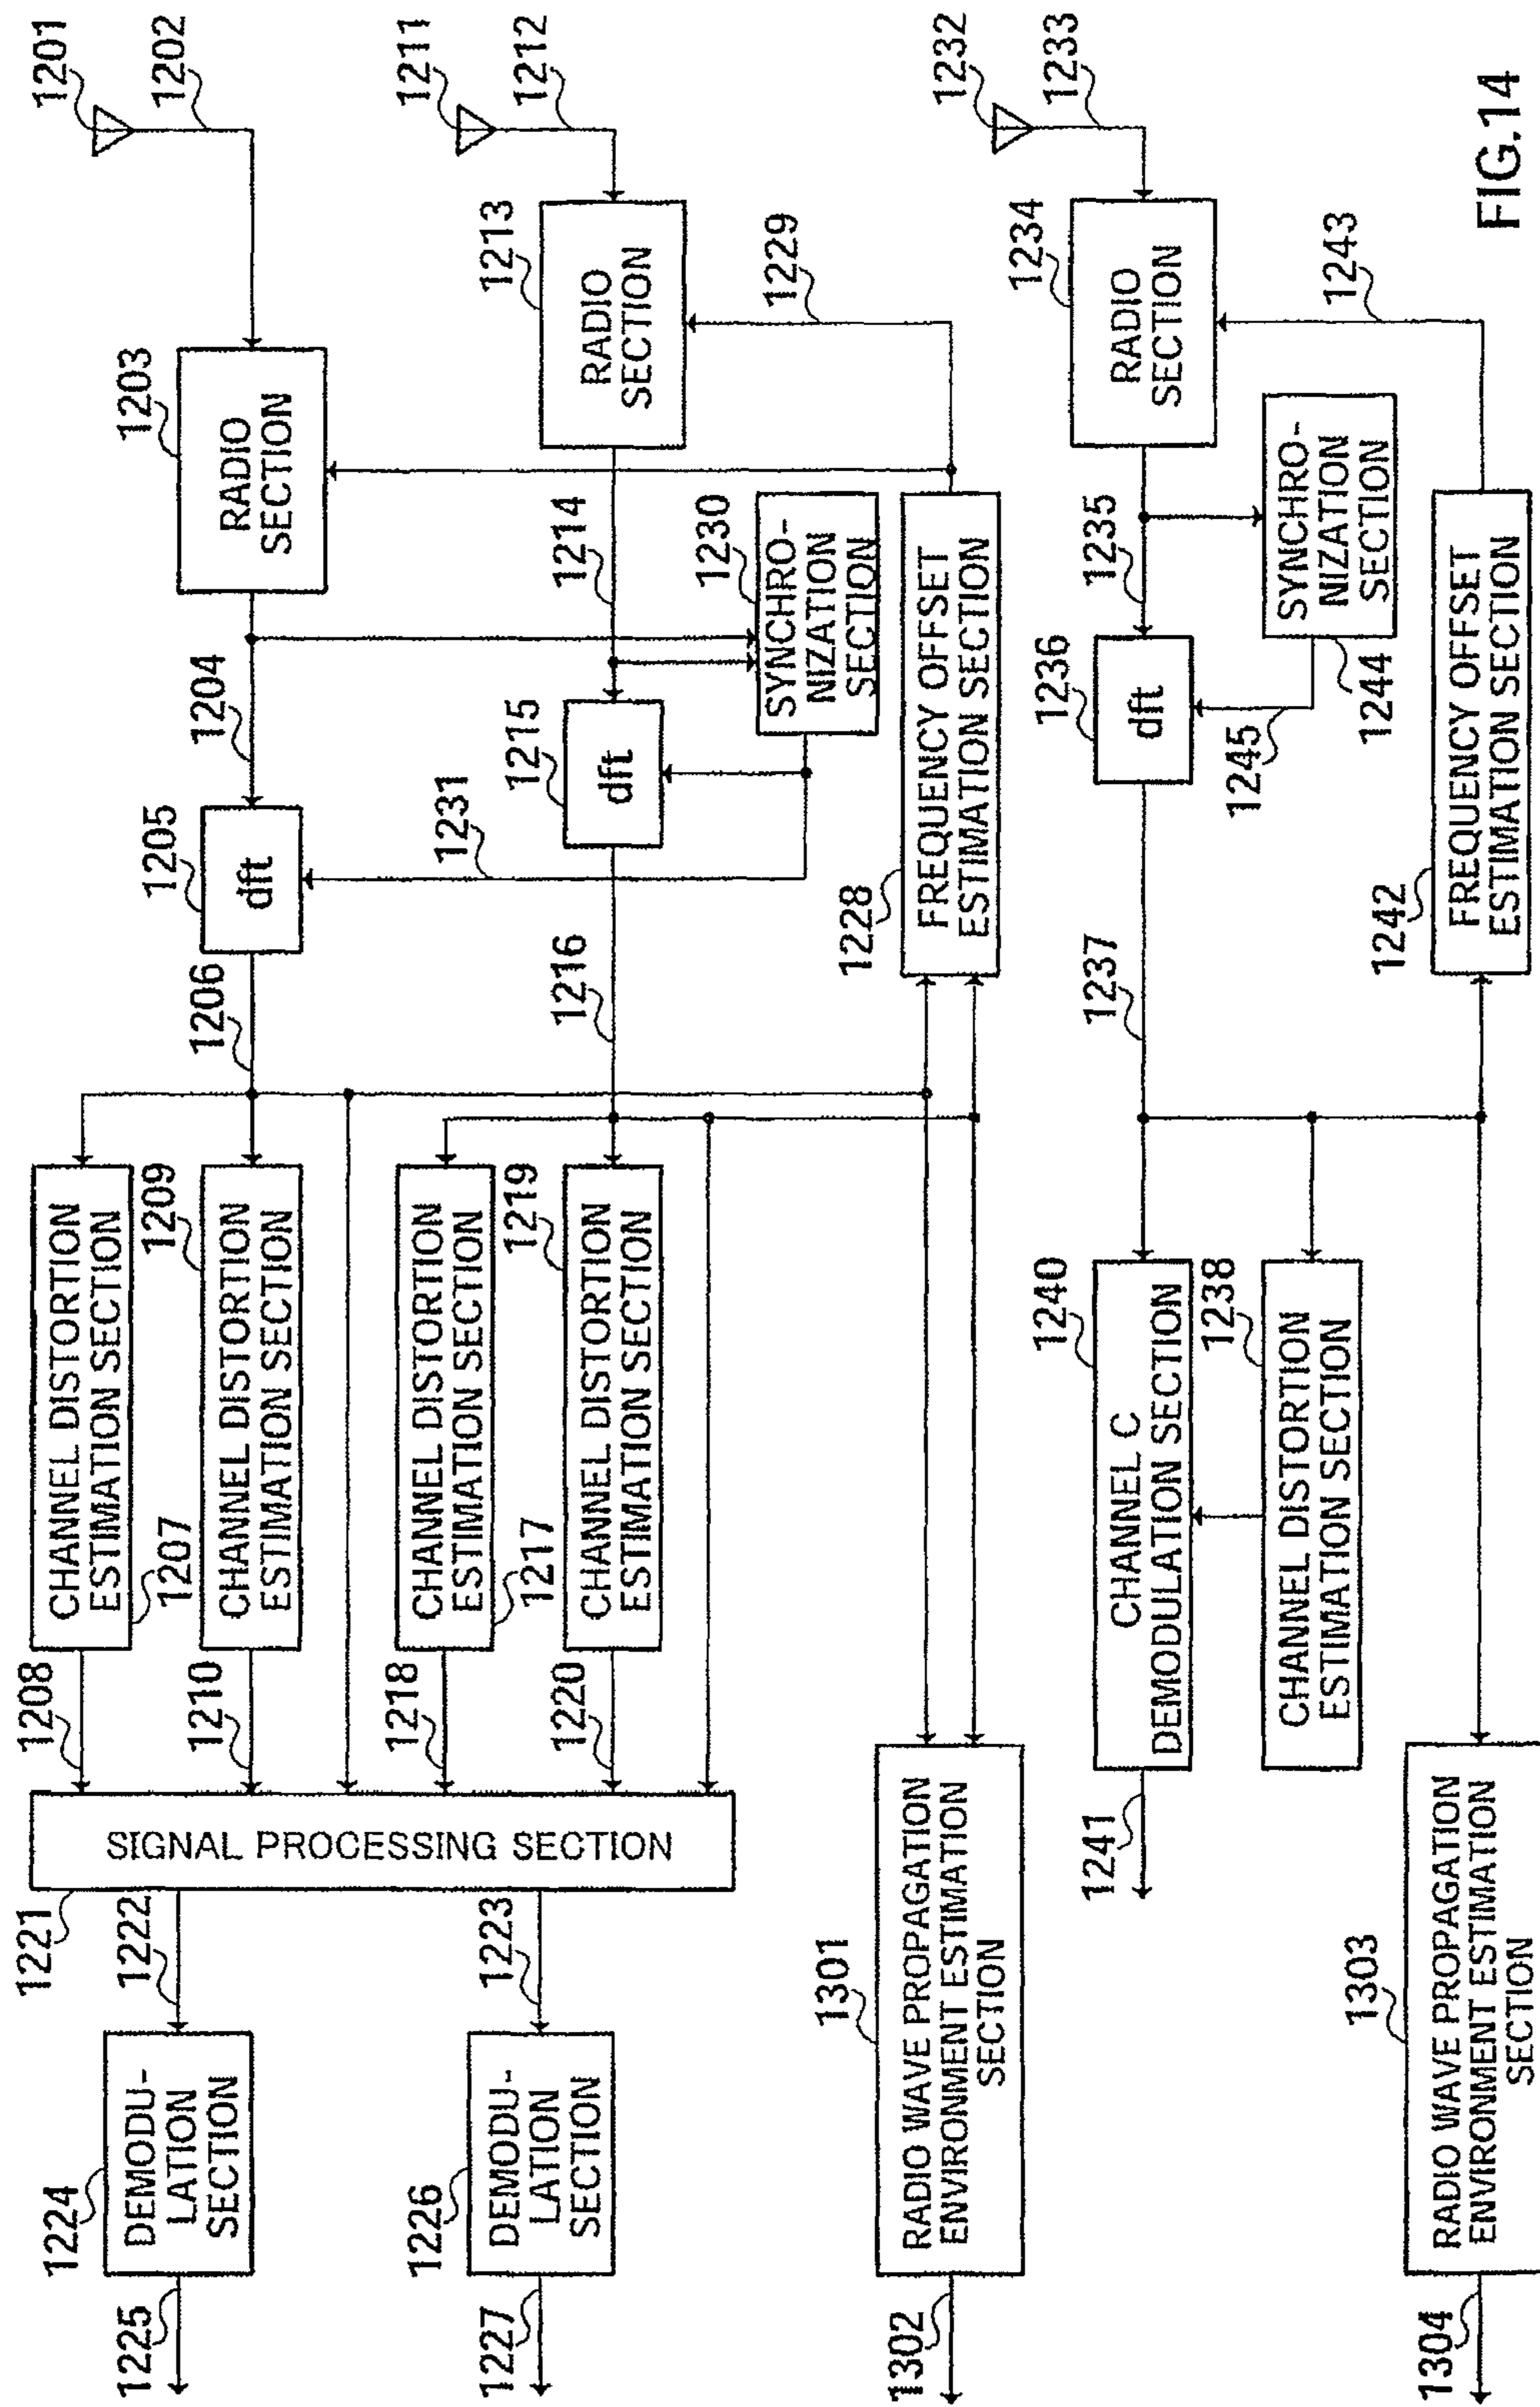 1201
1202
1203
RADIO
SECTION
1204
1205
dft
1206
CHANNEL DISTORTION
ESTIMATION SECTION
1207
1208
CHANNEL DISTORTION
ESTIMATION SECTION
1209
1210
1211
1212
1213
RADIO
SECTION
1214
1215
dft
1216
CHANNEL DISTORTION
ESTIMATION SECTION
1217
1218
CHANNEL DISTORTION
ESTIMATION SECTION
1219
1220
SIGNAL PROCESSING SECTION
1221
1222
1223
DEMODU-
LATION
SECTION
1224
1225
DEMODU-
LATION
SECTION
1226
1227
FREQUENCY OFFSET
ESTIMATION SECTION
1228
1229
SYNCHRO-
NIZATION
SECTION
1230
1231
RADIO WAVE PROPAGATION
ENVIRONMENT ESTIMATION
SECTION
1301
1302
1232
1233
1234
RADIO
SECTION
1235
1236
dft
1237
SYNCHRO-
NIZATION
SECTION
1244
1245
CHANNEL C
DEMODULATION SECTION
1240
1241
CHANNEL DISTORTION
ESTIMATION SECTION
1238
FREQUENCY OFFSET
ESTIMATION SECTION
1242
1243
RADIO WAVE PROPAGATION
ENVIRONMENT ESTIMATION
SECTION
1303
1304
FIG.14